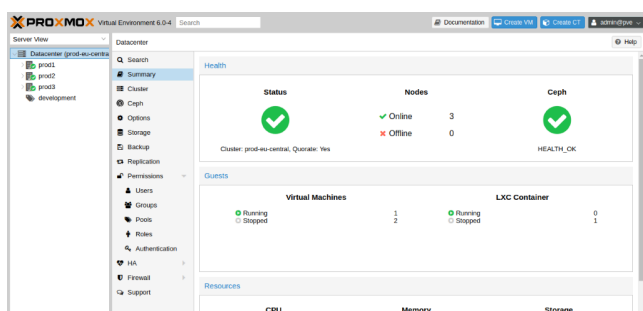 PROXMOX Virtual Environment 6.0-4 Search Documentation Create VM Create CT admin@pve
Server View
Datacenter (prod-eu-centra
prod1
prod2
prod3
development
Datacenter Help
Search
Summary
Cluster
Ceph
Options
Storage
Backup
Replication
Permissions
Users
Groups
Pools
Roles
Authentication
HA
Firewall
Support
Health
Status Nodes Ceph
Online 3
Offline 0
Cluster: prod-eu-central, Quorate: Yes HEALTH_OK
Guests
Virtual Machines LXC Container
Running 1 Running 0
Stopped 2 Stopped 1
Resources
CPU Memory Storage